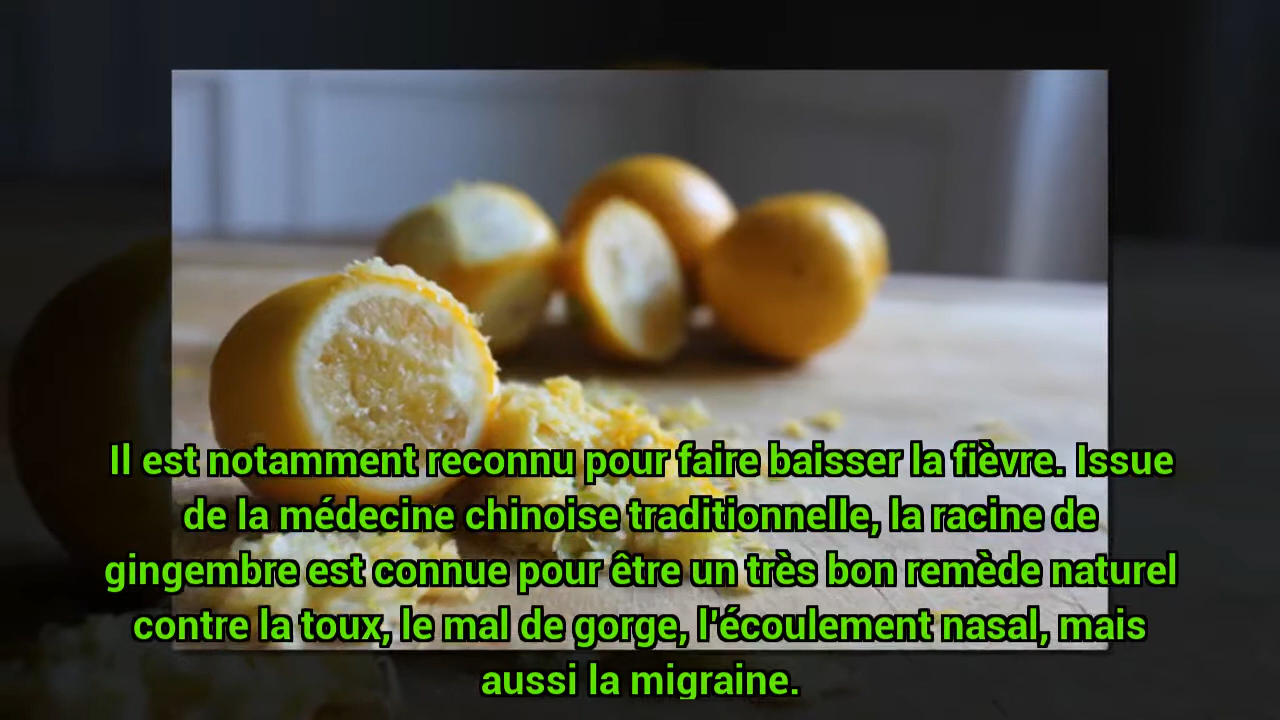 Il est notamment reconnu pour faire baisser la fièvre. Issue
de la médecine chinoise traditionnelle, la racine de
gingembre est connue pour être un très bon remède naturel
contre la toux, le mal de gorge, l'écoulement nasal, mais
aussi la migraine.